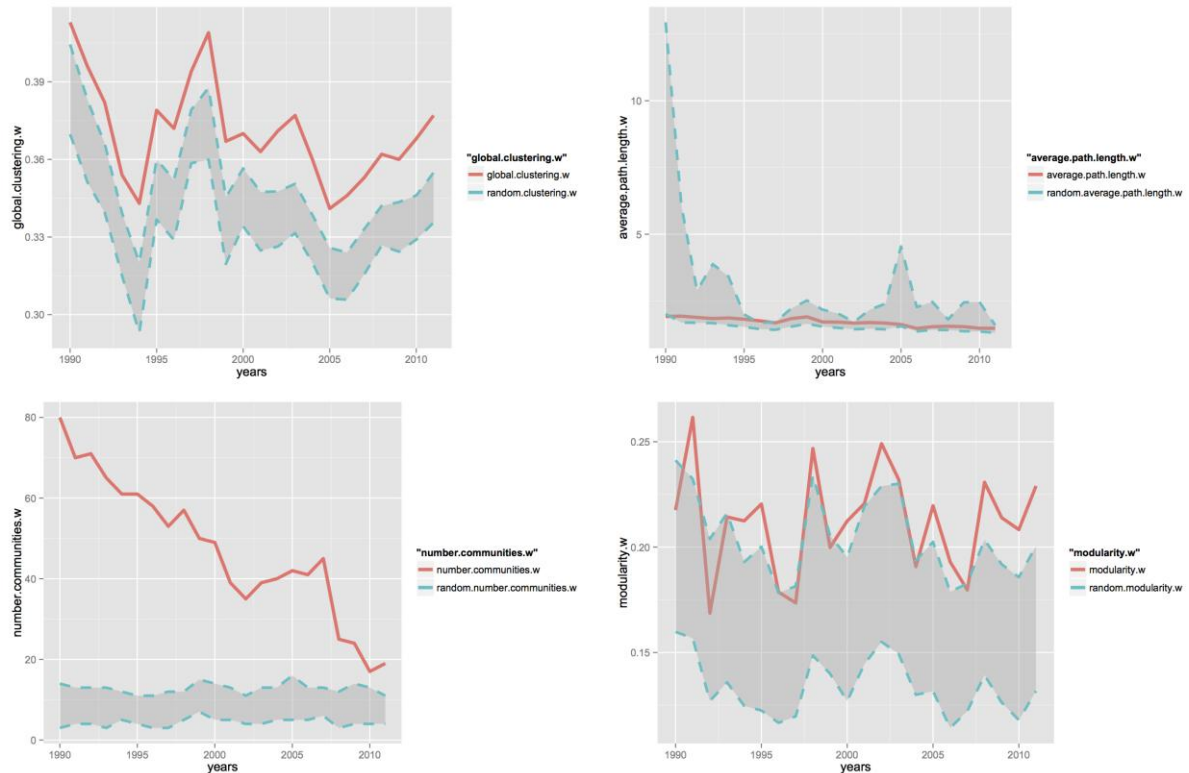 global.clustering.w
0.39
0.36
0.33
0.30
1990
1995
2000
2005
2010
years
"global.clustering.w"
global.clustering.w
random.clustering.w
average.path.length.w
10
5
1990
1995
2000
2005
2010
years
"average.path.length.w"
average.path.length.w
random.average.path.length.w
number.communities.w
80
60
40
20
0
1990
1995
2000
2005
2010
years
"number.communities.w"
number.communities.w
random.number.communities.w
modularity.w
0.25
0.20
0.15
1990
1995
2000
2005
2010
years
"modularity.w"
modularity.w
random.modularity.w